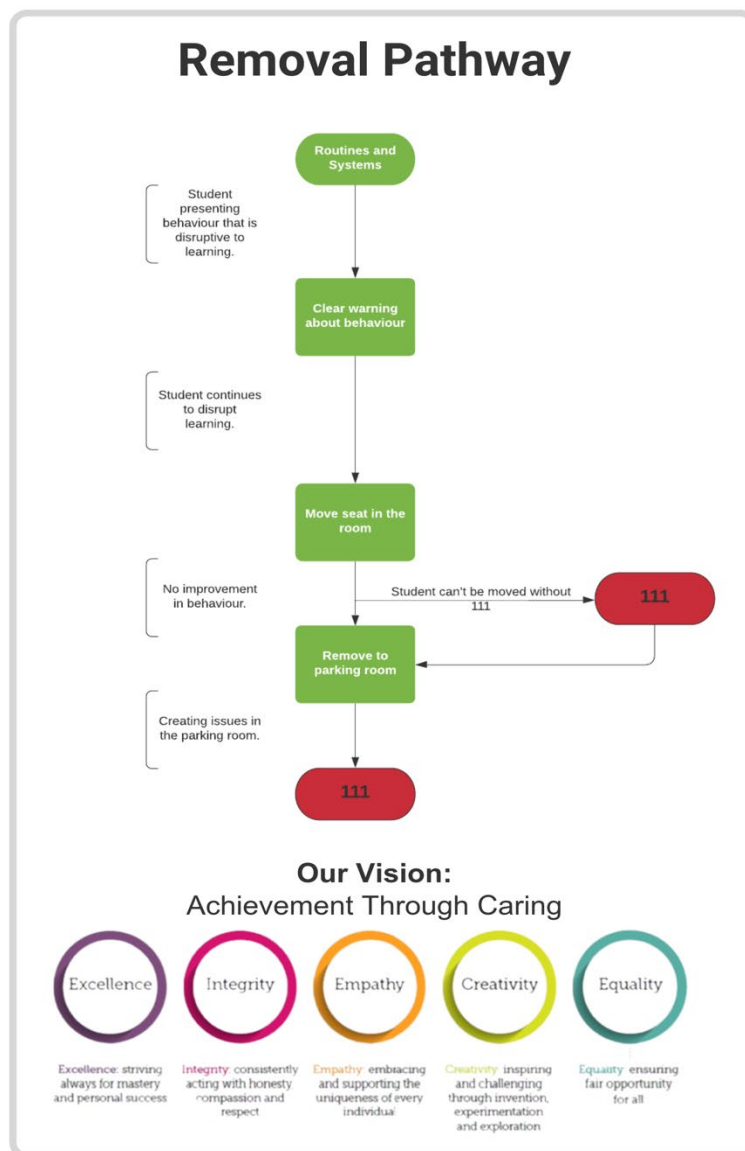 Removal Pathway
Routines and
Systems
Student
presenting
behaviour that is
disruptive to
learning.
Clear warning
about behaviour
Student continues
to disrupt
learning.
Move seat in the
room
No improvement
in behaviour.
Student can't be moved without
111
111
Remove to
parking room
Creating issues in
the parking room.
111
Our Vision:
Achievement Through Caring
Excellence
Integrity
Empathy
Creativity
Equality
Excellence: striving
always for mastery
and personal success
Integrity: consistently
acting with honesty
compassion and
respect
Empathy: embracing
and supporting the
uniqueness of every
individual
Creativity: inspiring
and challenging
through invention,
experimentation
and exploration
Equality: ensuring
fair opportunity
for all